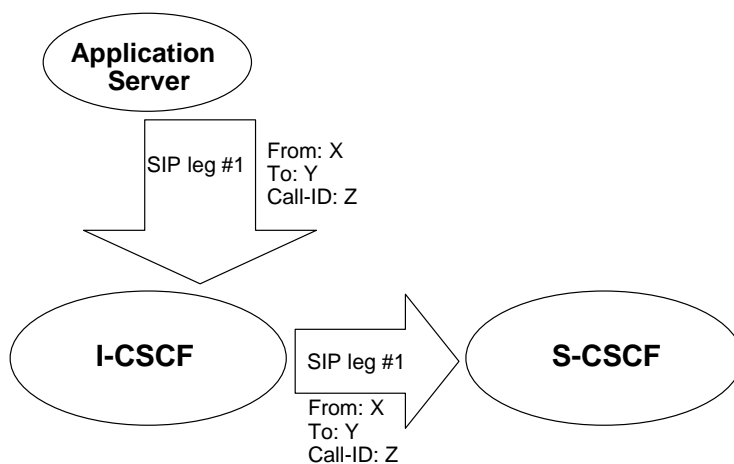 Application
Server
SIP leg #1
From: X
To: Y
Call-ID: Z
I-CSCF
SIP leg #1
S-CSCF
From: X
To: Y
Call-ID: Z